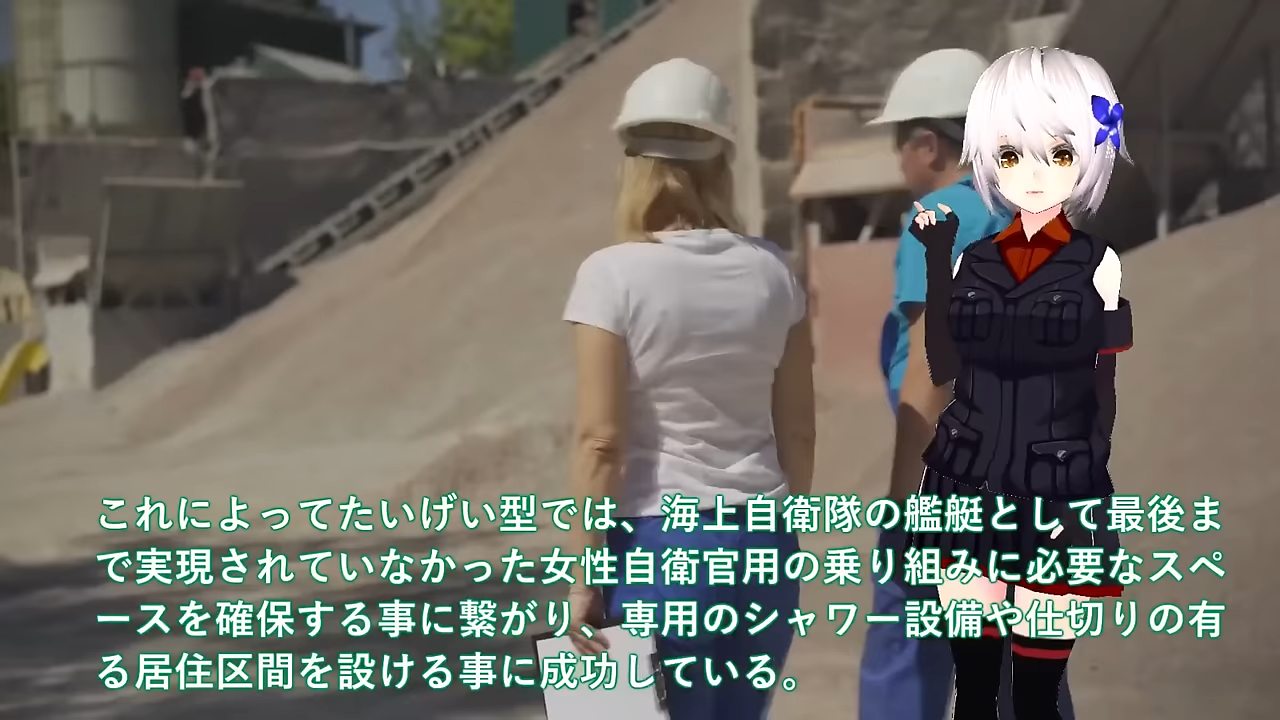 これによってたいげい型では、海上自衛隊の艦艇として最後ま
で実現されていなかった女性自衛官用の乗り組みに必要なスペ
ースを確保する事に繋がり、専用のシャワー設備や仕切りの有
る居住区間を設ける事に成功している。